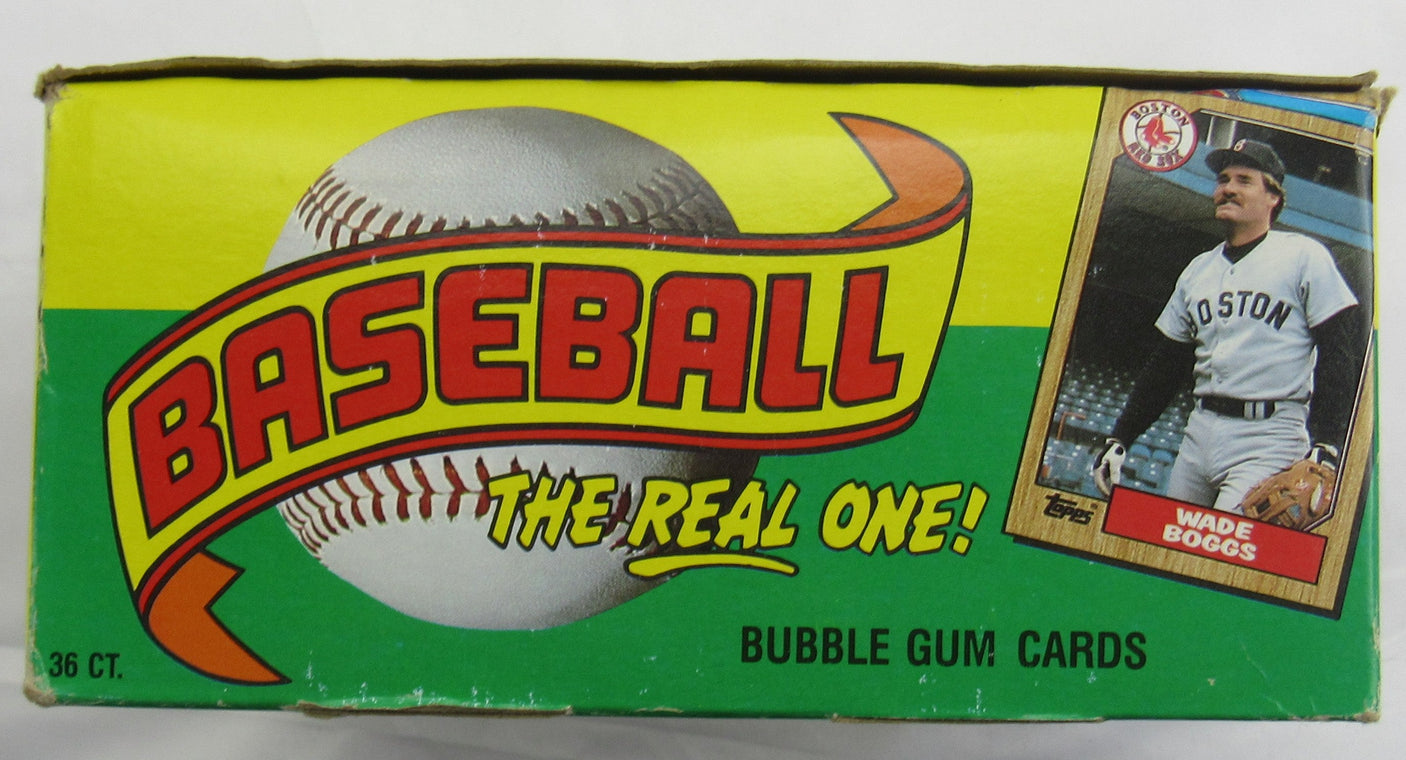 BASEBALL
THE REAL ONE!
BUBBLE GUM CARDS
36 CT.
BOSTON
RED SOX
B
BOSTON
Topps
WADE
BOGGS